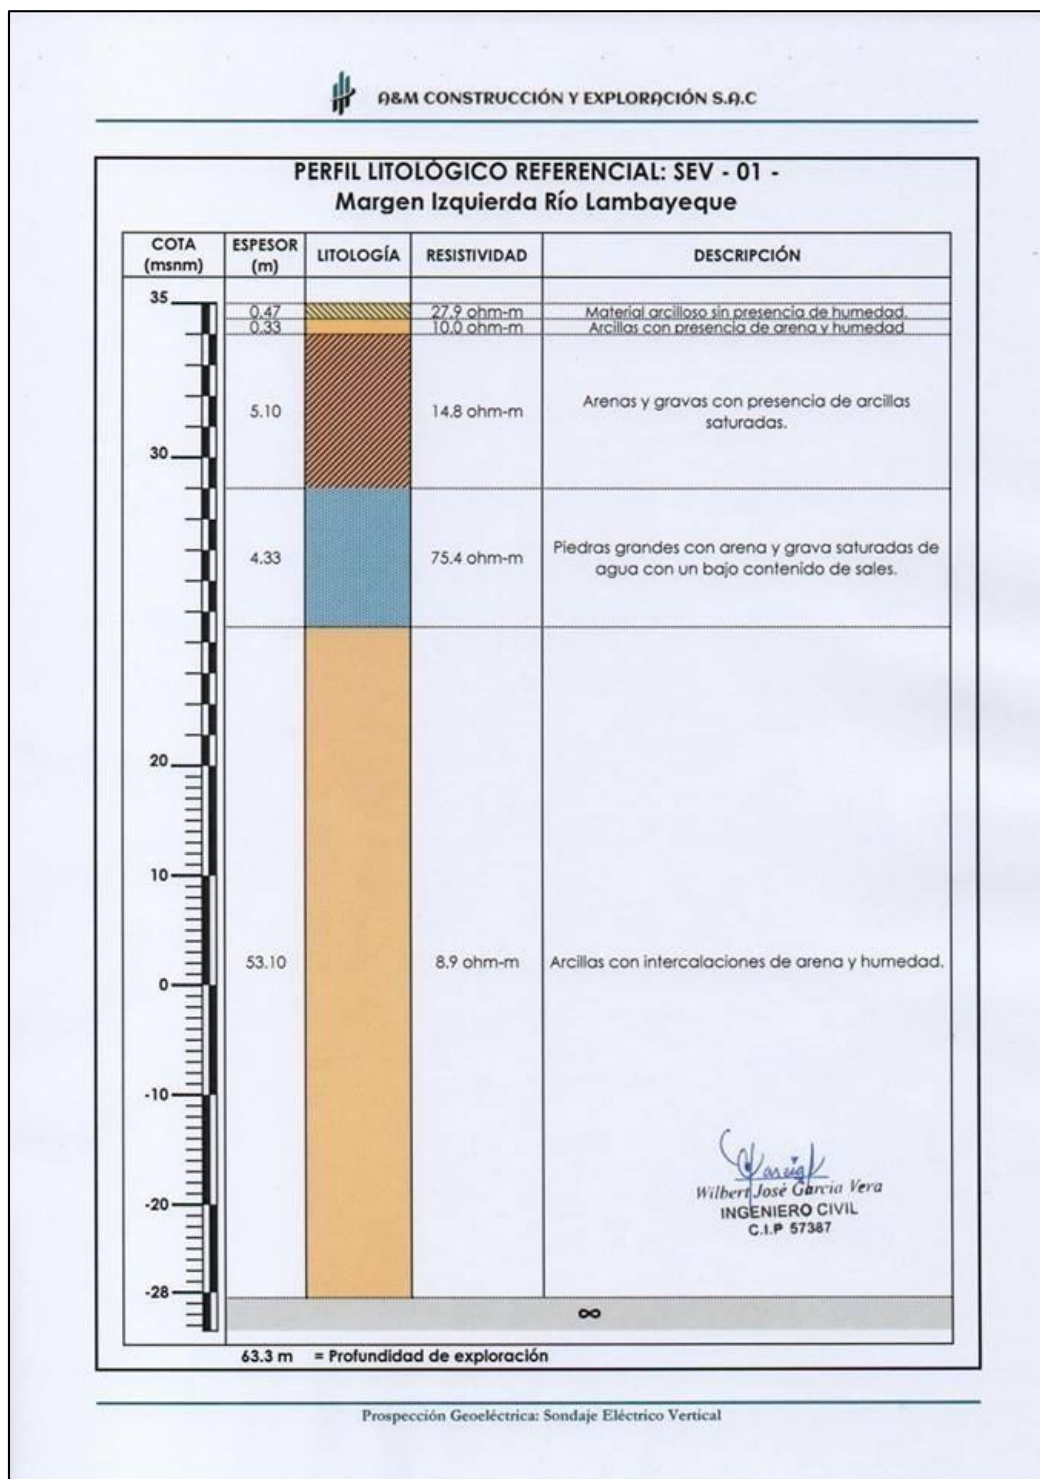 A&M CONSTRUCCIÓN Y EXPLORACIÓN S.A.C
PERFIL LITOLÓGICO REFERENCIAL: SEV - 01 -
Margen Izquierda Río Lambayeque
COTA (msnm) ESPESOR (m) LITOLOGÍA RESISTIVIDAD DESCRIPCIÓN
35
0.47 27.9 ohm-m Material arcilloso sin presencia de humedad.
0.33 10.0 ohm-m Arcillas con presencia de arena y humedad
5.10 14.8 ohm-m Arenas y gravas con presencia de arcillas
saturadas.
30
4.33 75.4 ohm-m Piedras grandes con arena y grava saturadas de
agua con un bajo contenido de sales.
20
10
53.10 8.9 ohm-m Arcillas con intercalaciones de arena y humedad.
0
-10
Wilbert José Garcia Vera
INGENIERO CIVIL
C.I.P 57387
-20
-28
∞
63.3 m = Profundidad de exploración
Prospección Geoeléctrica: Sondaje Eléctrico Vertical